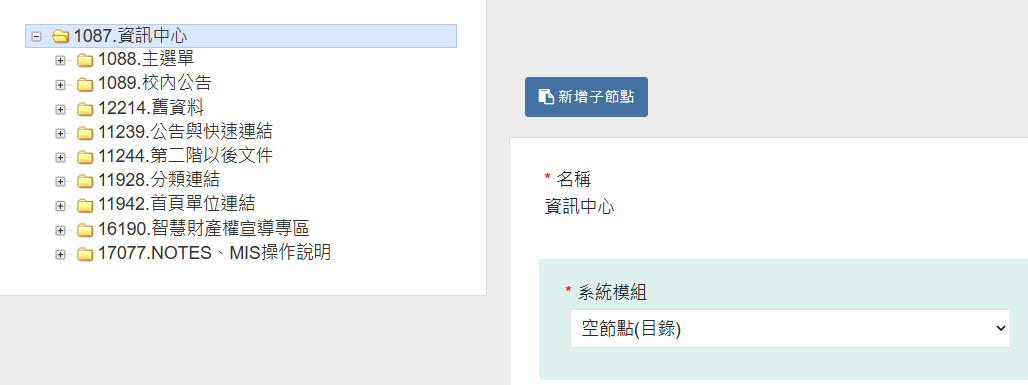 1087.資訊中心
1088.主選單
1089.校內公告
12214.舊資料
11239.公告與快速連結
11244.第二階以後文件
11928.分類連結
11942.首頁單位連結
16190.智慧財產權宣導專區
17077.NOTES、MIS操作說明
新增子節點
* 名稱
資訊中心
* 系統模組
空節點(目錄)